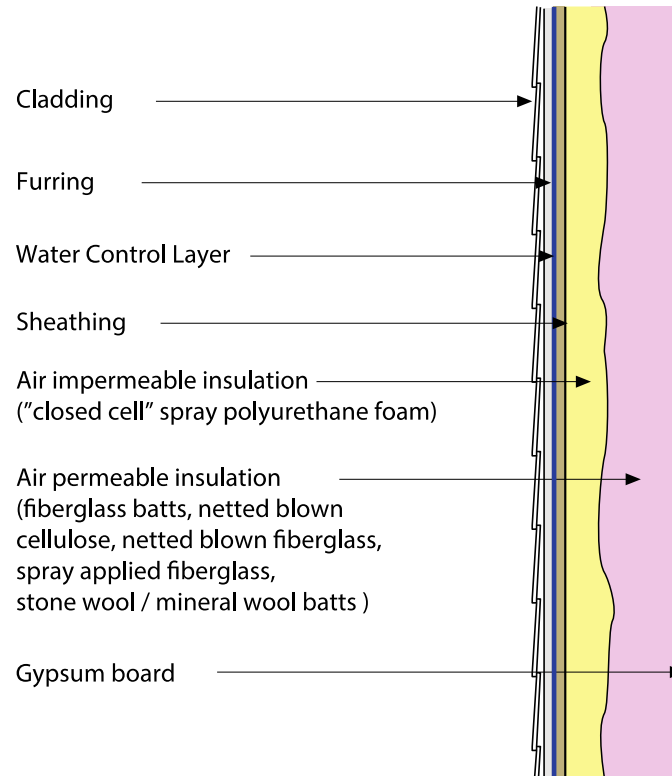 Cladding
Furring
Water Control Layer
Sheathing
Air impermeable insulation
(”closed cell” spray polyurethane foam)
Air permeable insulation
(fiberglass batts, netted blown
cellulose, netted blown fiberglass,
spray applied fiberglass,
stone wool / mineral wool batts )
Gypsum board